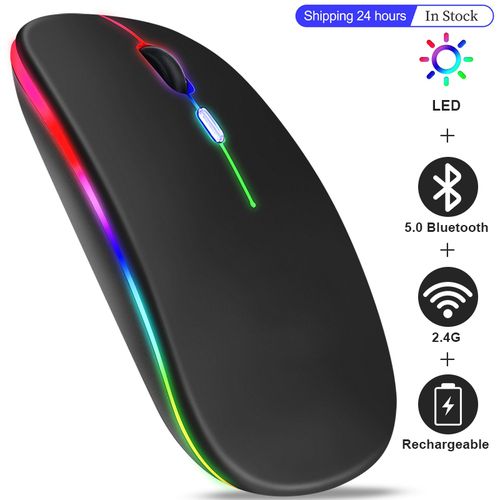 Shipping 24 hours In Stock
LED
+
5.0 Bluetooth
+
2.4G
+
Rechargeable